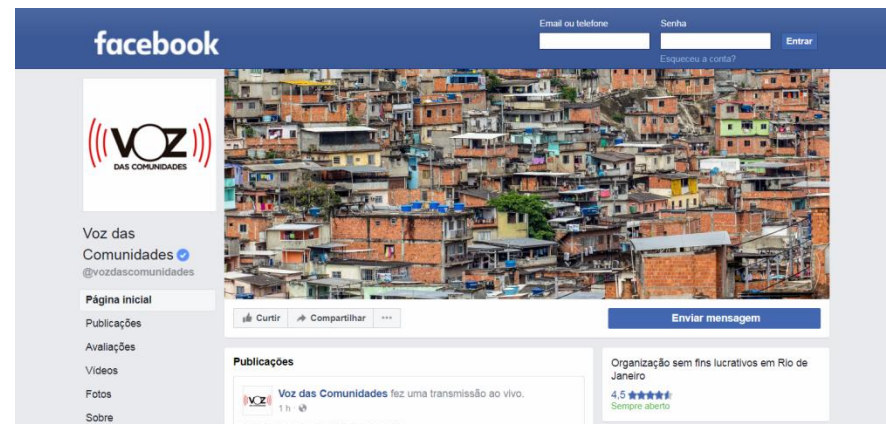 facebook
Email ou telefone
Senha
Entrar
Esqueceu a conta?
VOZ
DAS COMUNIDADES
Voz das
Comunidades
@vozdascomunidades
Página inicial
Publicações
Avaliações
Vídeos
Fotos
Sobre
Curtir
Compartilhar
Enviar mensagem
Publicações
VOZ
Voz das Comunidades fez uma transmissão ao vivo.
1 h
Organização sem fins lucrativos em Rio de
Janeiro
4,5
Sempre aberto